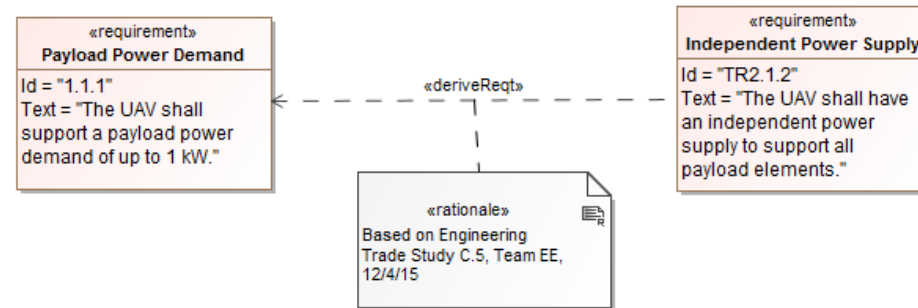 «requirement»
Payload Power Demand
Id = "1.1.1"
Text = "The UAV shall
support a payload power
demand of up to 1 kW."
«deriveReqt»
«requirement»
Independent Power Supply
Id = "TR2.1.2"
Text = "The UAV shall have
an independent power
supply to support all
payload elements."
«rationale»
Based on Engineering
Trade Study C.5, Team EE,
12/4/15